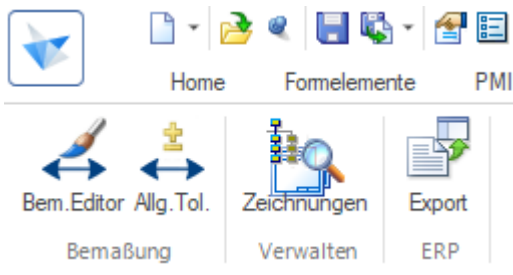 Home Formelemente PMI
Bem.Editor Allg.Tol. Zeichnungen Export
Bemaßung Verwalten ERP